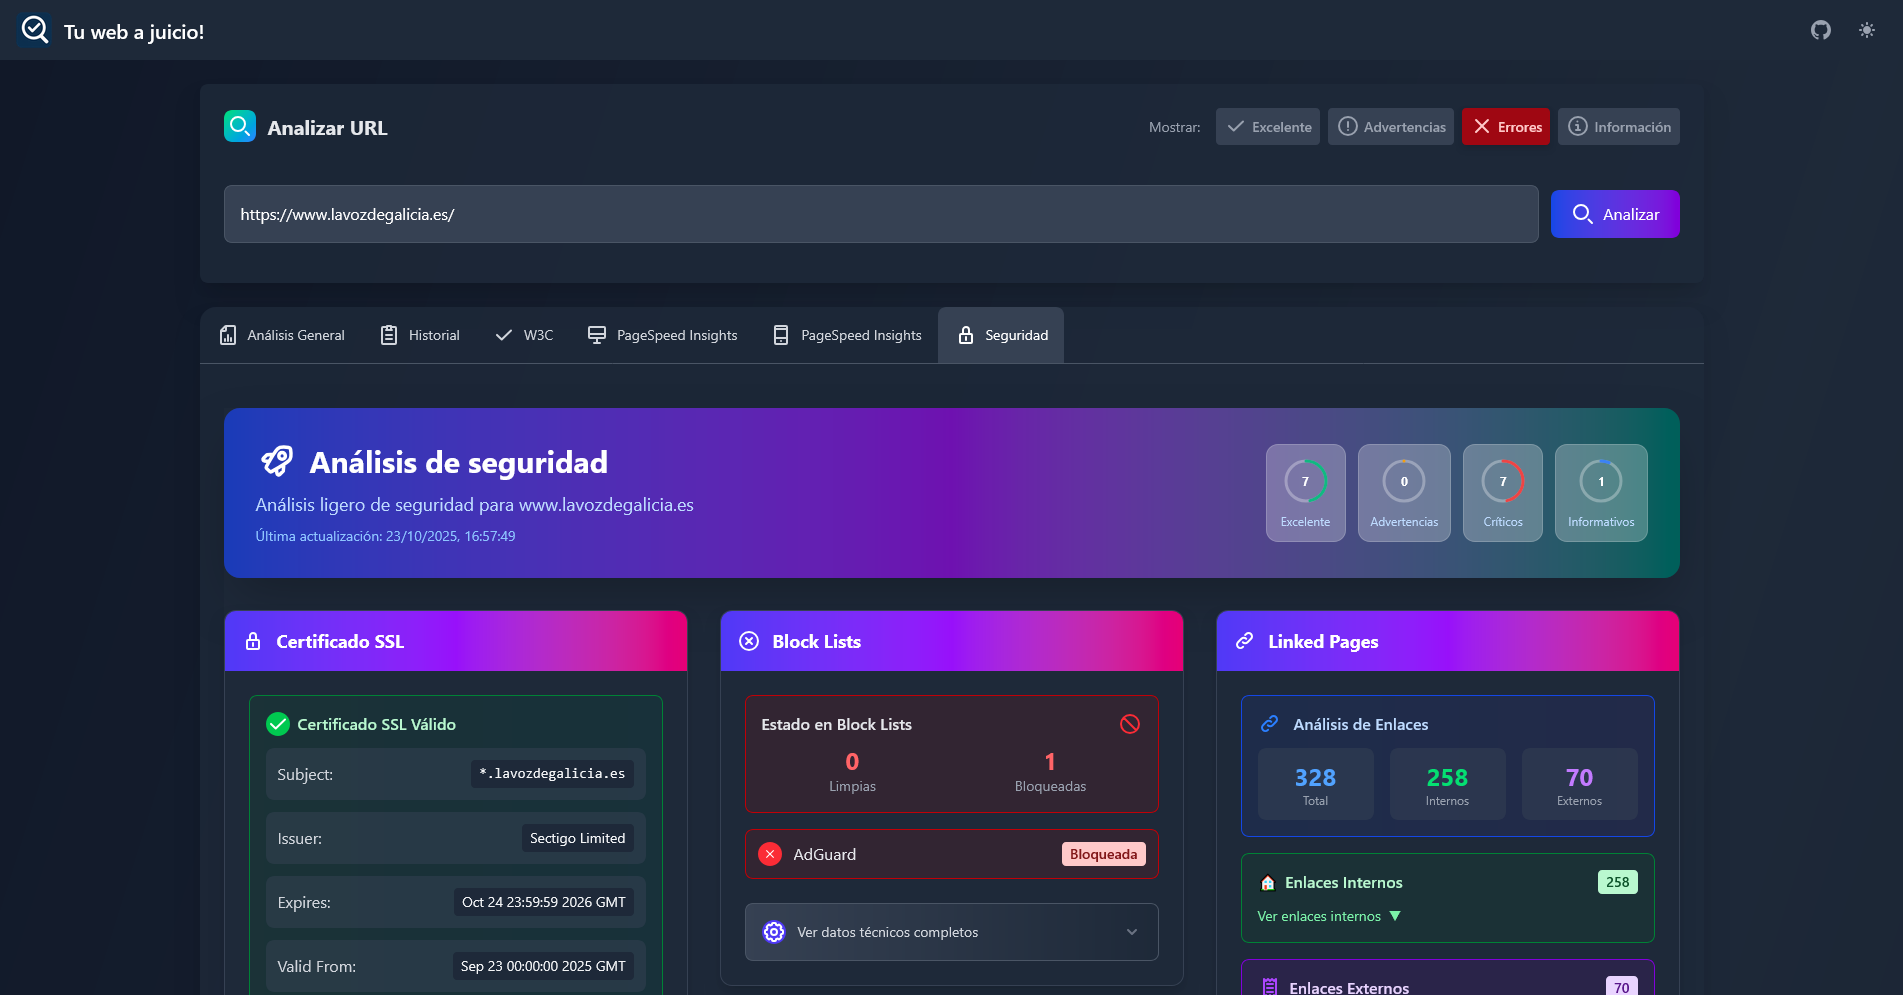 Tu web a juicio!
Analizar URL
Mostrar: Excelente Advertencias Errores Información
https://www.lavozdegalicia.es/
Analizar
Análisis General Historial W3C PageSpeed Insights PageSpeed Insights Seguridad
Análisis de seguridad
Análisis ligero de seguridad para www.lavozdegalicia.es
Última actualización: 23/10/2025, 16:57:49
7 0 7 1
Excelente Advertencias Críticos Informativos
Certificado SSL
Certificado SSL Válido
Subject: *.lavozdegalicia.es
Issuer: Sectigo Limited
Expires: Oct 24 23:59:59 2026 GMT
Valid From: Sep 23 00:00:00 2025 GMT
Block Lists
Estado en Block Lists
0 1
Limpias Bloqueadas
AdGuard Bloqueada
Ver datos técnicos completos
Linked Pages
Análisis de Enlaces
328 258 70
Total Internos Externos
Enlaces Internos 258
Ver enlaces internos ▼
Enlaces Externos 70